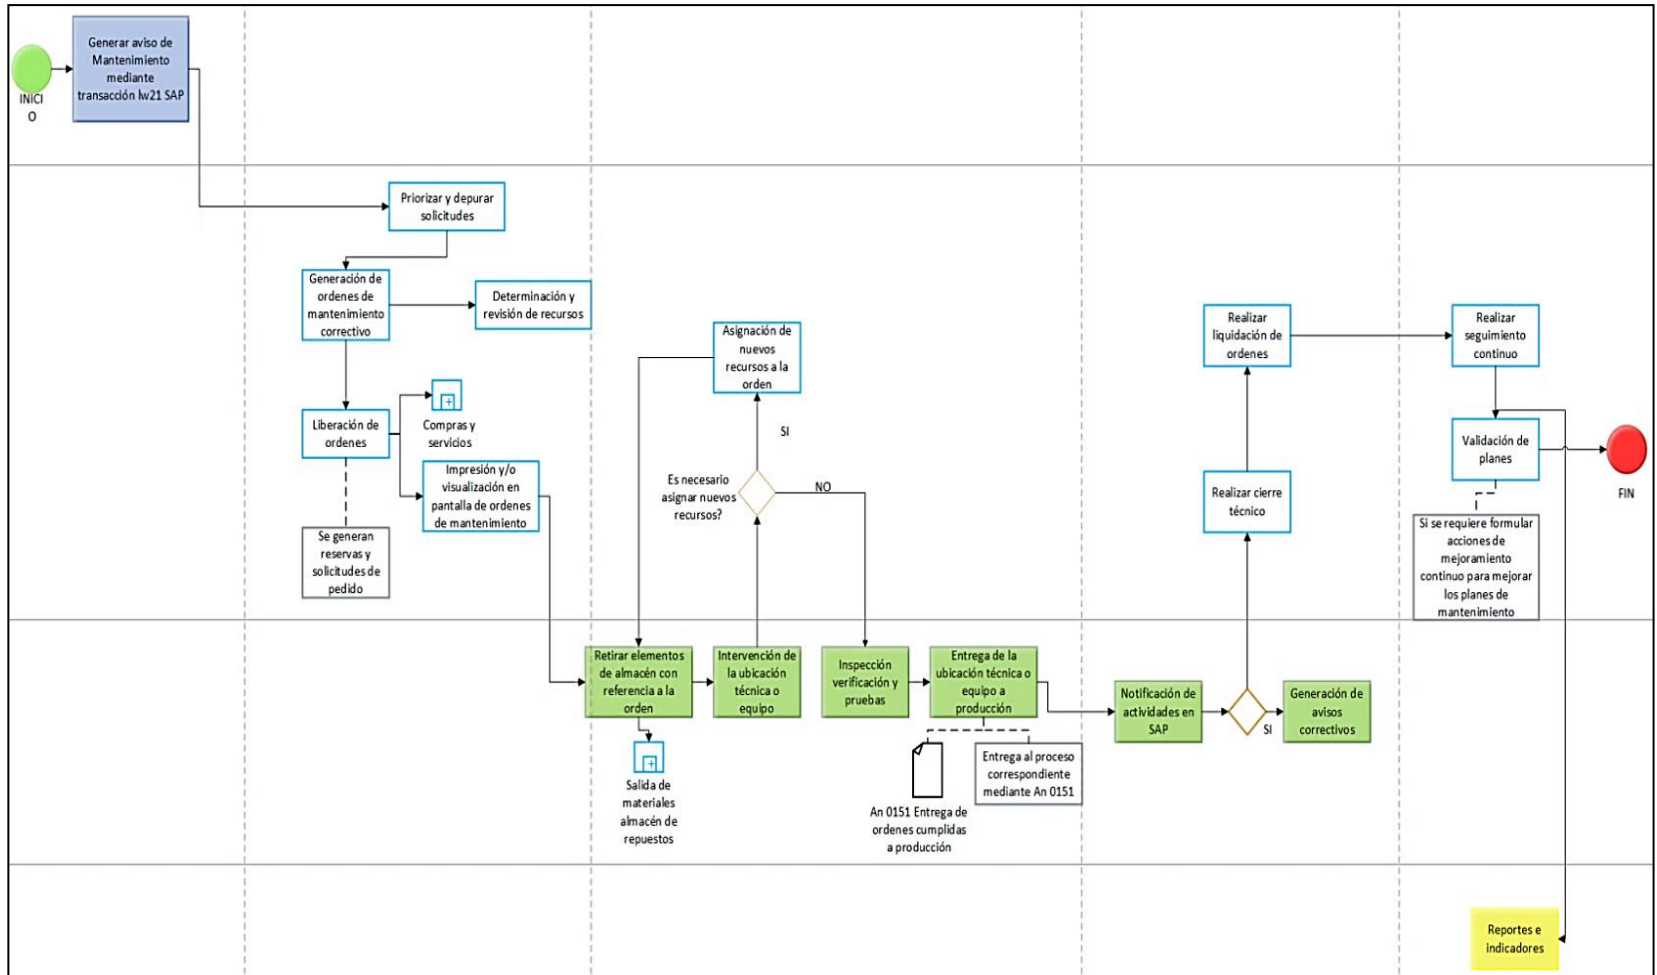 Generar aviso de
Mantenimiento
mediante
transacción Iw21 SAP
INICI
O
Priorizar y depurar
solicitudes
Generación de
ordenes de
mantenimiento
correctivo
Determinación y
revisión de recursos
Liberación de
ordenes
Compras y
servicios
Impresión y/o
visualización en
pantalla de ordenes
de mantenimiento
Se generan
reservas y
solicitudes de
pedido
Asignación de
nuevos
recursos a la
orden
SI
Es necesario
asignar nuevos
recursos?
NO
Retirar elementos
de almacén con
referencia a la
orden
Salida de
materiales
almacén de
repuestos
Intervención de
la ubicación
técnica o
equipo
Inspección
verificación y
pruebas
Entrega de la
ubicación técnica o
equipo a
producción
An 0151 Entrega de
ordenes cumplidas
a producción
Entrega al proceso
correspondiente
mediante An 0151
Notificación de
actividades en
SAP
SI
Generación de
avisos
correctivos
Realizar cierre
técnico
Realizar
liquidación de
ordenes
Realizar
seguimiento
continuo
Validación de
planes
FIN
Si se requiere formular
acciones de
mejoramiento
continuo para mejorar
los planes de
mantenimiento
Reportes e
indicadores